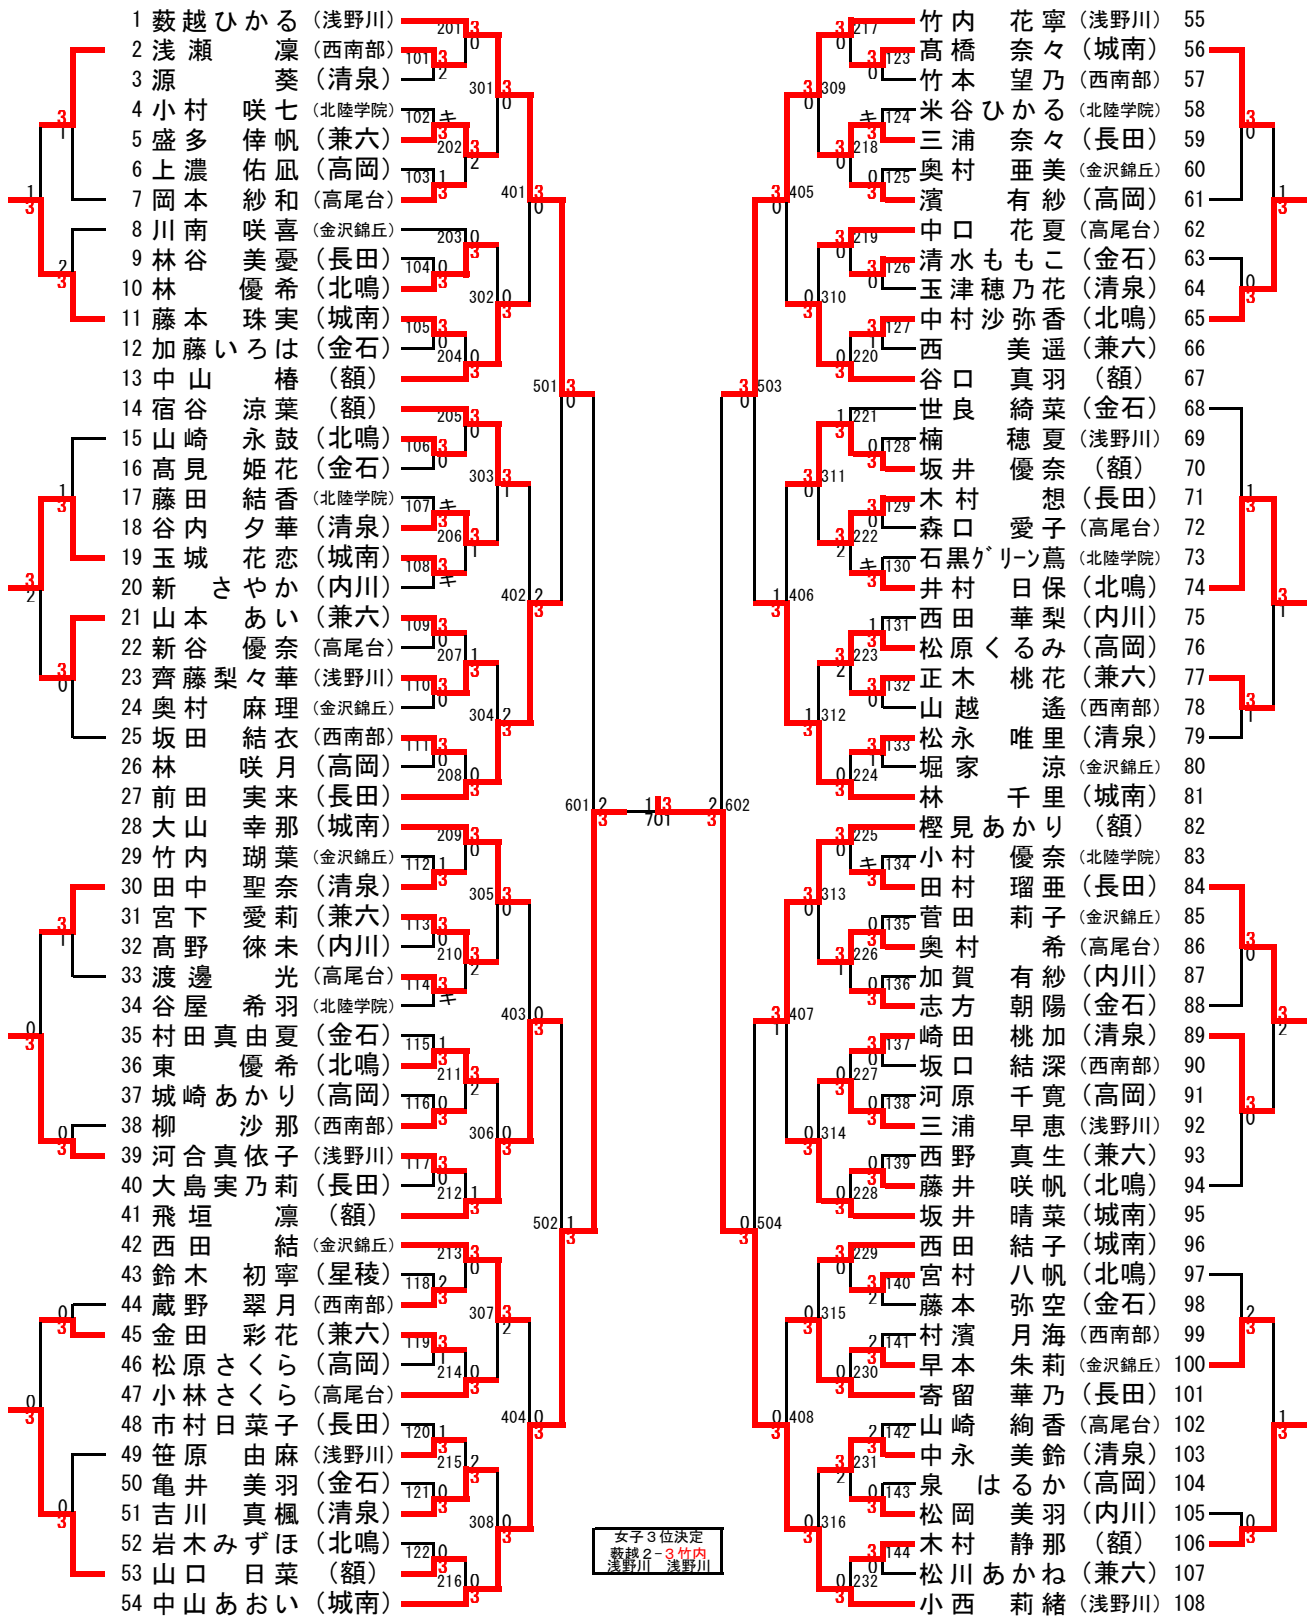 1 薮越ひかる (浅野川)
2 浅瀬 凜 (西南部)
3 源 葵 (清泉)
4 小村 咲七 (北陸学院)
5 盛多 倖帆 (兼六)
6 上濃 佑凪 (高岡)
7 岡本 紗和 (高尾台)
8 川南 咲喜 (金沢錦丘)
9 林谷 美憂 (長田)
10 林 優希 (北鳴)
11 藤本 珠実 (城南)
12 加藤いろは (金石)
13 中山 椿 (額)
14 宿谷 涼葉 (額)
15 山崎 永鼓 (北鳴)
16 髙見 姫花 (金石)
17 藤田 結香 (北陸学院)
18 谷内 夕華 (清泉)
19 玉城 花恋 (城南)
20 新 さやか (内川)
21 山本 あい (兼六)
22 新谷 優奈 (高尾台)
23 齊藤梨々華 (浅野川)
24 奥村 麻理 (金沢錦丘)
25 坂田 結衣 (西南部)
26 林 咲月 (高岡)
27 前田 実来 (長田)
28 大山 幸那 (城南)
29 竹内 瑚葉 (金沢錦丘)
30 田中 聖奈 (清泉)
31 宮下 愛莉 (兼六)
32 髙野 徠未 (内川)
33 渡邊 光 (高尾台)
34 谷屋 希羽 (北陸学院)
35 村田真由夏 (金石)
36 東 優希 (北鳴)
37 城崎あかり (高岡)
38 柳 沙那 (西南部)
39 河合真依子 (浅野川)
40 大島実乃莉 (長田)
41 飛垣 凛 (額)
42 西田 結 (金沢錦丘)
43 鈴木 初寧 (星稜)
44 蔵野 翠月 (西南部)
45 金田 彩花 (兼六)
46 松原さくら (高岡)
47 小林さくら (高尾台)
48 市村日菜子 (長田)
49 笹原 由麻 (浅野川)
50 亀井 美羽 (金石)
51 吉川 真楓 (清泉)
52 岩木みずほ (北鳴)
53 山口 日菜 (額)
54 中山あおい (城南)
竹内 花寧 (浅野川) 55
髙橋 奈々 (城南) 56
竹本 望乃 (西南部) 57
米谷ひかる (北陸学院) 58
三浦 奈々 (長田) 59
奥村 亜美 (金沢錦丘) 60
濱 有紗 (高岡) 61
中口 花夏 (高尾台) 62
清水ももこ (金石) 63
玉津穂乃花 (清泉) 64
中村沙弥香 (北鳴) 65
西 美遥 (兼六) 66
谷口 真羽 (額) 67
世良 綺菜 (金石) 68
楠 穂夏 (浅野川) 69
坂井 優奈 (額) 70
木村 想 (長田) 71
森口 愛子 (高尾台) 72
石黒グリーン蔦 (北陸学院) 73
井村 日保 (北鳴) 74
西田 華梨 (内川) 75
松原くるみ (高岡) 76
正木 桃花 (兼六) 77
山越 遙 (西南部) 78
松永 唯里 (清泉) 79
堀家 涼 (金沢錦丘) 80
林 千里 (城南) 81
樫見あかり (額) 82
小村 優奈 (北陸学院) 83
田村 瑠亜 (長田) 84
菅田 莉子 (金沢錦丘) 85
奥村 希 (高尾台) 86
加賀 有紗 (内川) 87
志方 朝陽 (金石) 88
崎田 桃加 (清泉) 89
坂口 結深 (西南部) 90
河原 千寛 (高岡) 91
三浦 早恵 (浅野川) 92
西野 真生 (兼六) 93
藤井 咲帆 (北鳴) 94
坂井 晴菜 (城南) 95
西田 結子 (城南) 96
宮村 八帆 (北鳴) 97
藤本 弥空 (金石) 98
村濱 月海 (西南部) 99
早本 朱莉 (金沢錦丘) 100
寄留 華乃 (長田) 101
山崎 絢香 (高尾台) 102
中永 美鈴 (清泉) 103
泉 はるか (高岡) 104
松岡 美羽 (内川) 105
木村 静那 (額) 106
松川あかね (兼六) 107
小西 莉緒 (浅野川) 108
601 2 3
1 3
701
2 3 602
女子3位決定
薮越2-3竹内
浅野川 浅野川